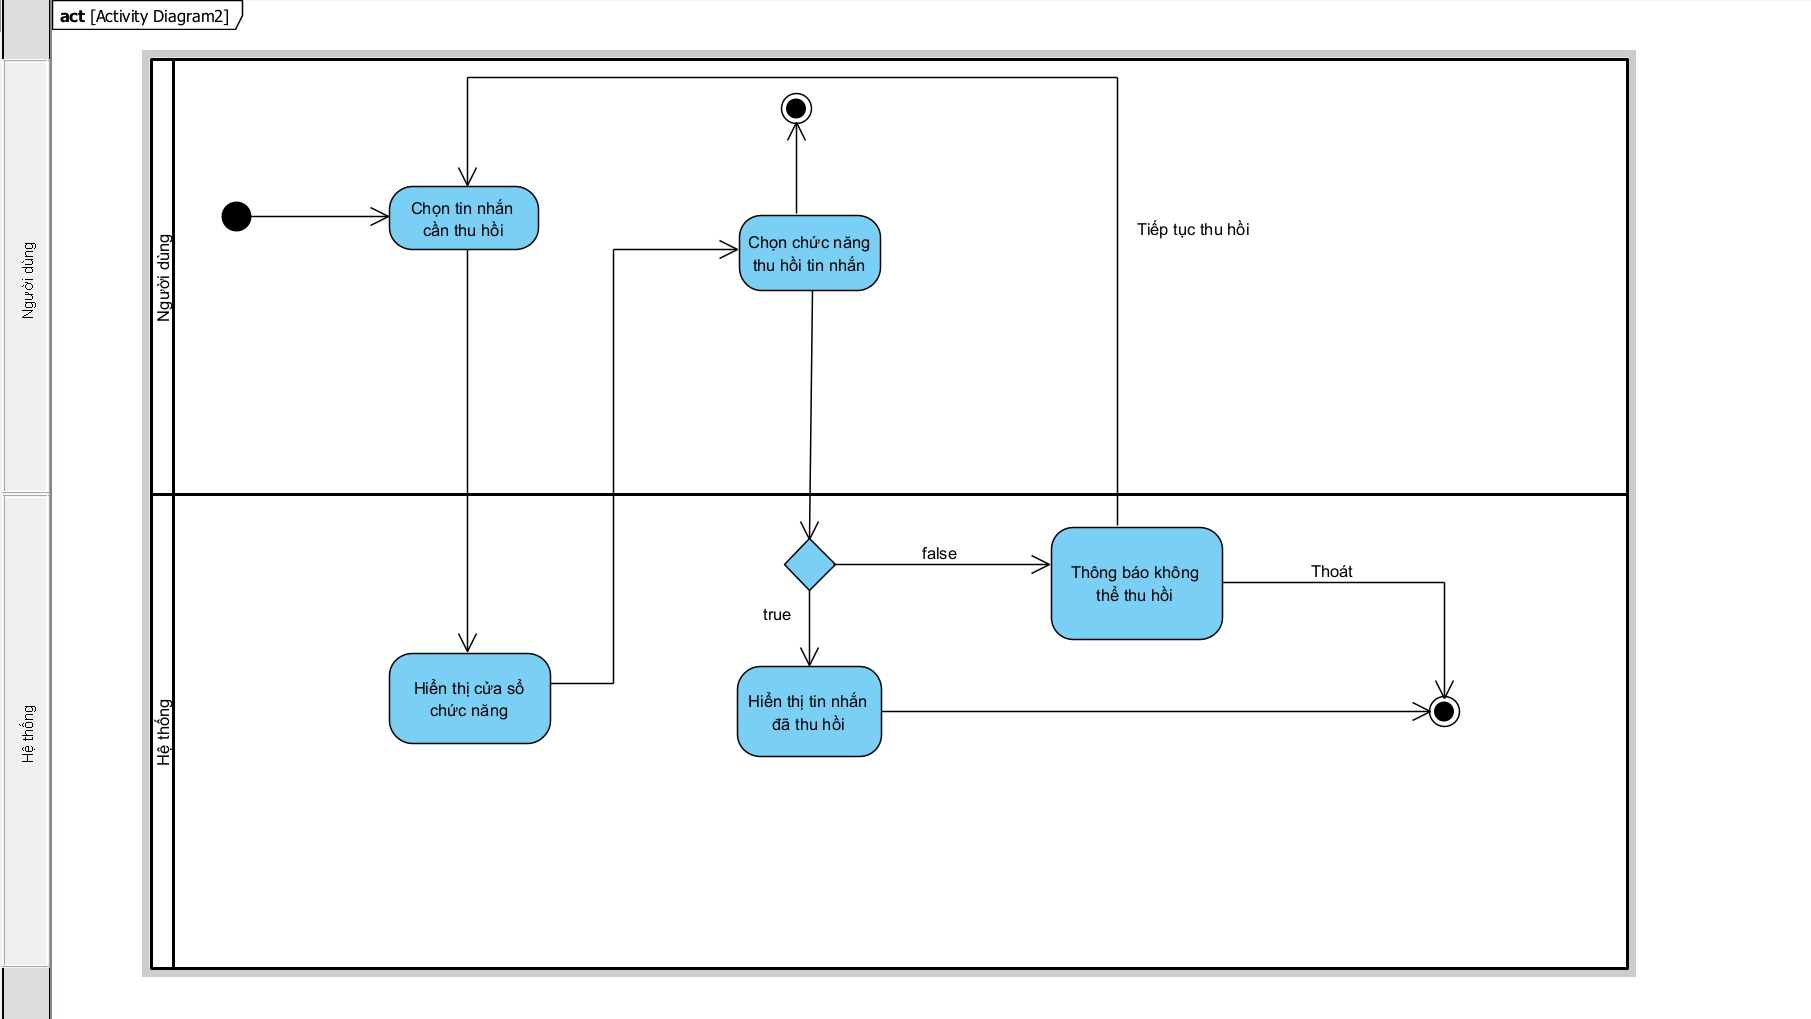 act [Activity Diagram2]
Người dùng
Hệ thống
Người dùng
Hệ thống
Chọn tin nhắn
cần thu hồi
Chọn chức năng
thu hồi tin nhắn
Tiếp tục thu hồi
false
true
Thông báo không
thể thu hồi
Thoát
Hiển thị cửa sổ
chức năng
Hiển thị tin nhắn
đã thu hồi